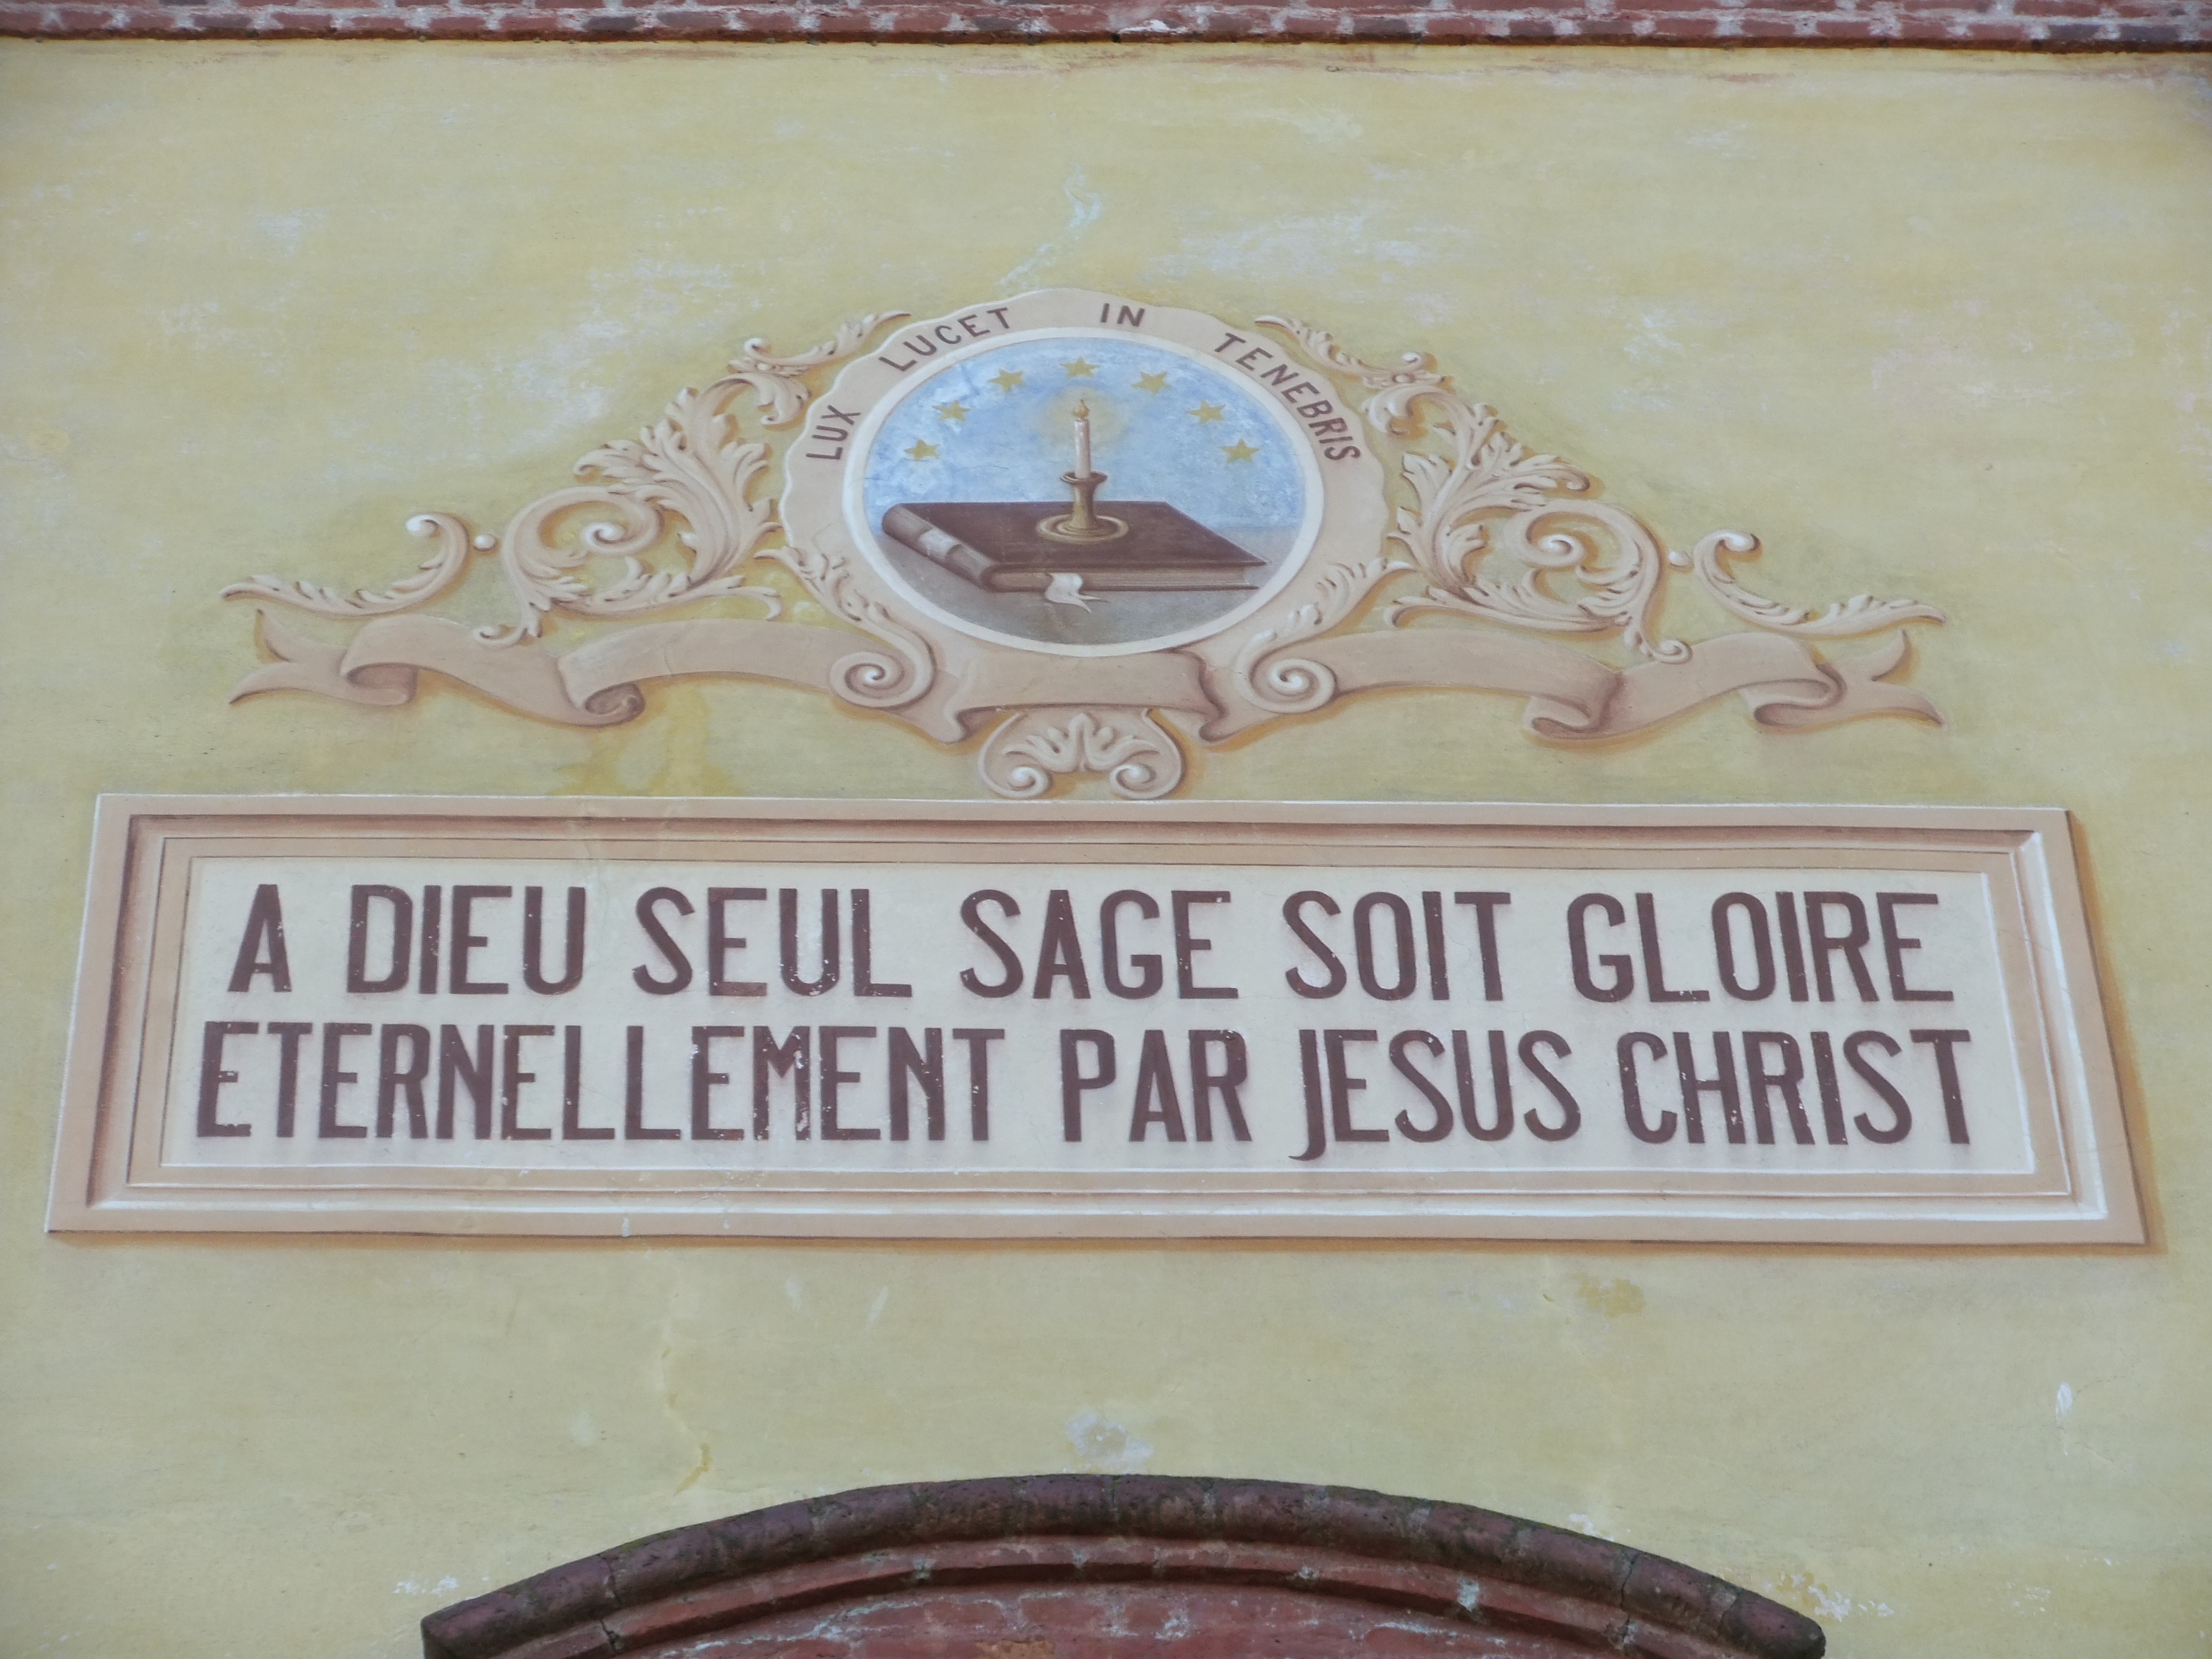 LUX LUCET IN TENEBRIS
A DIEU SEUL SAGE SOIT GLOIRE
ETERNELLEMENT PAR JESUS CHRIST